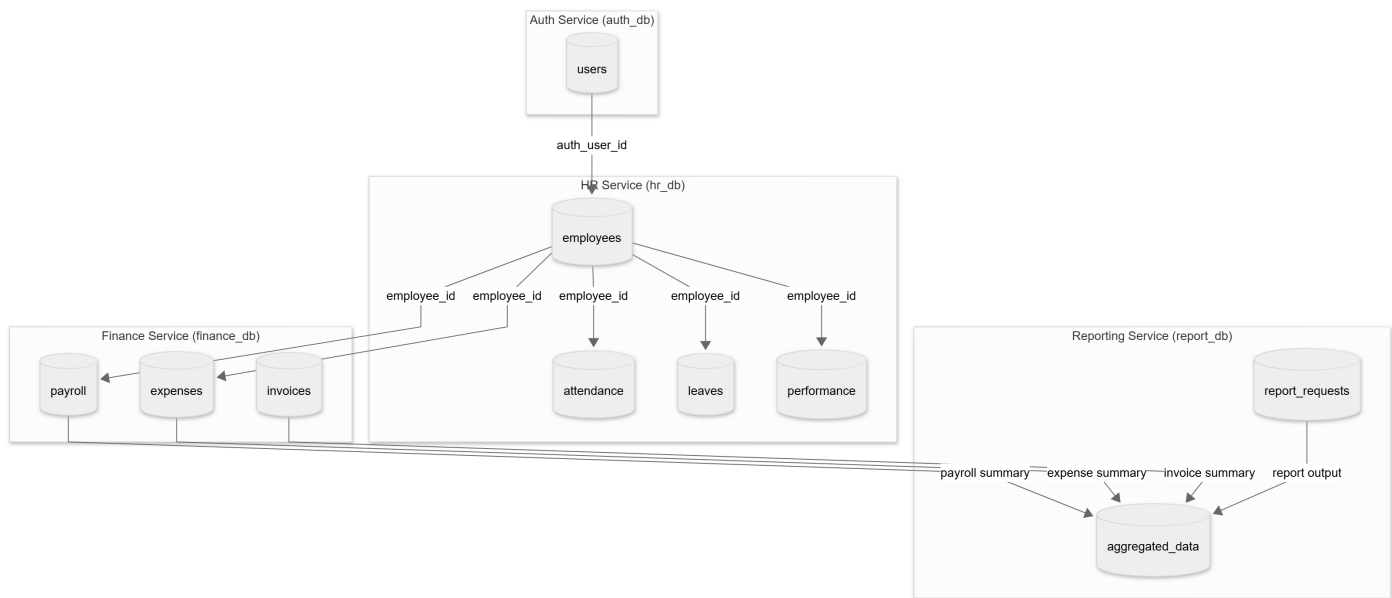 Auth Service (auth_db)
users
auth_user_id
HR Service (hr_db)
employees
employee_id
employee_id
employee_id
employee_id
employee_id
Finance Service (finance_db)
payroll
expenses
invoices
attendance
leaves
performance
Reporting Service (report_db)
report_requests
payroll summary
expense summary
invoice summary
report output
aggregated_data